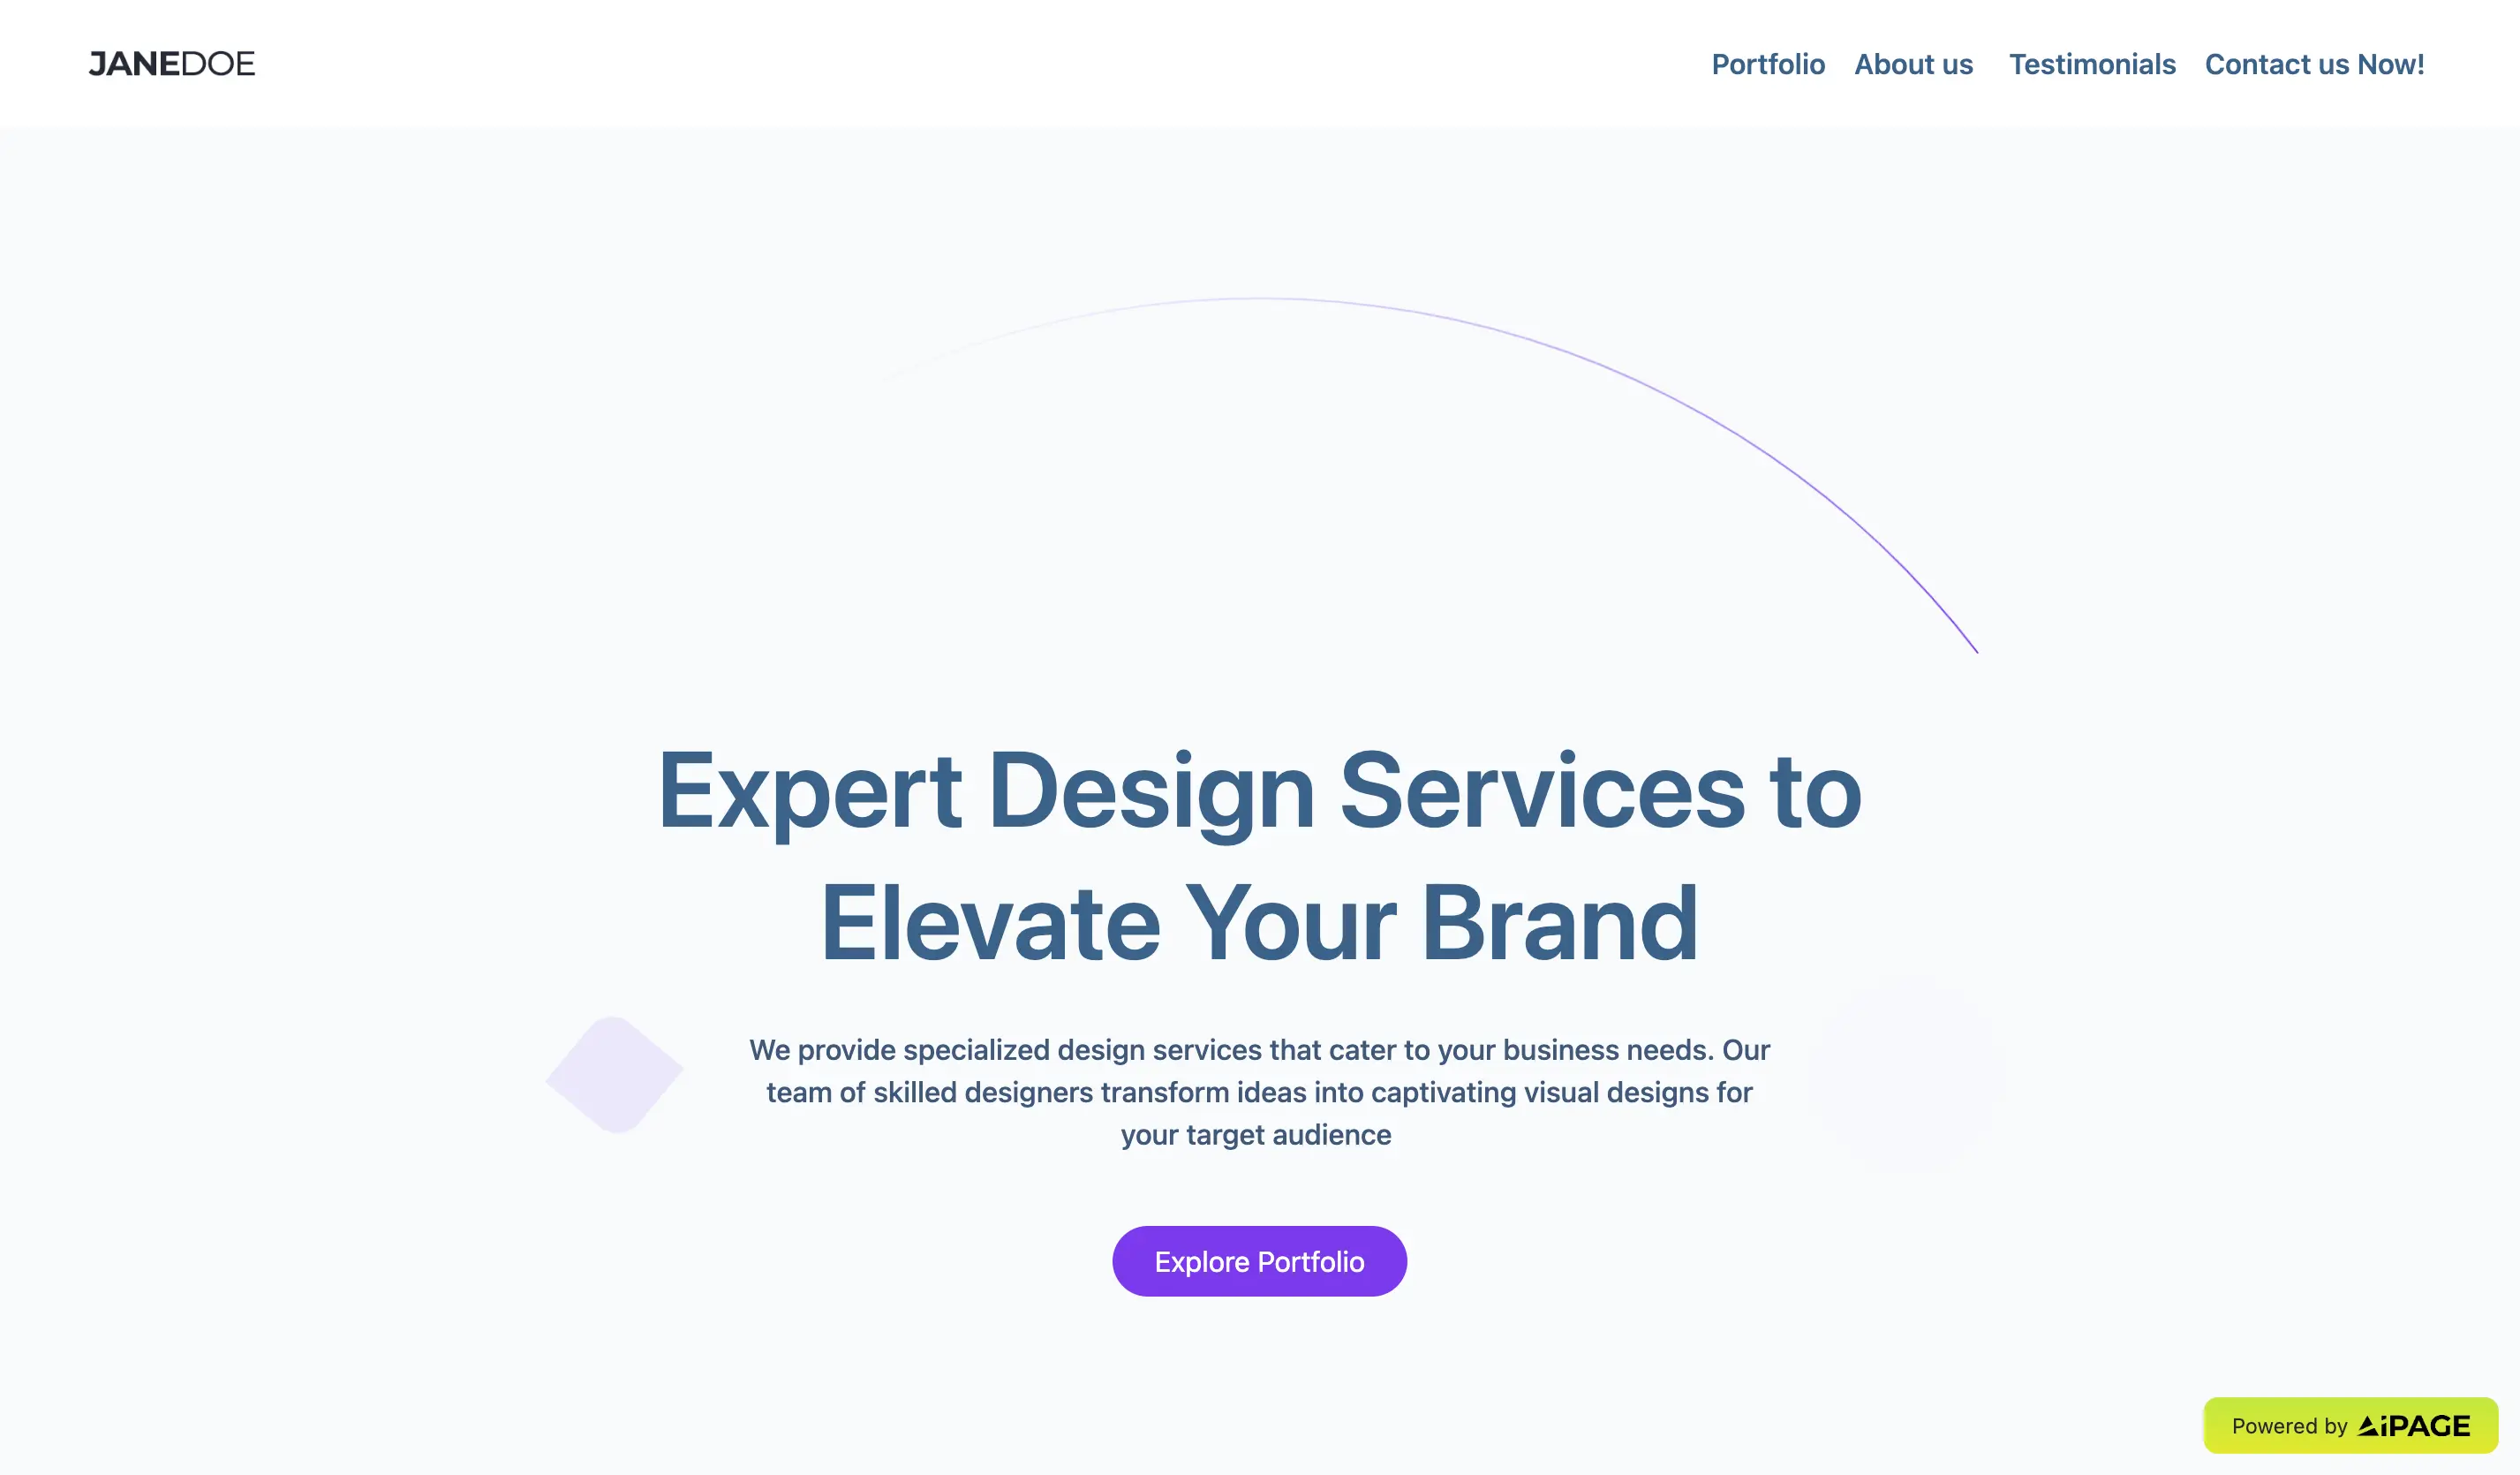 JANEDOE
Portfolio About us Testimonials Contact us Now!
Expert Design Services to
Elevate Your Brand
We provide specialized design services that cater to your business needs. Our
team of skilled designers transform ideas into captivating visual designs for
your target audience
Explore Portfolio
Powered by AiPAGE